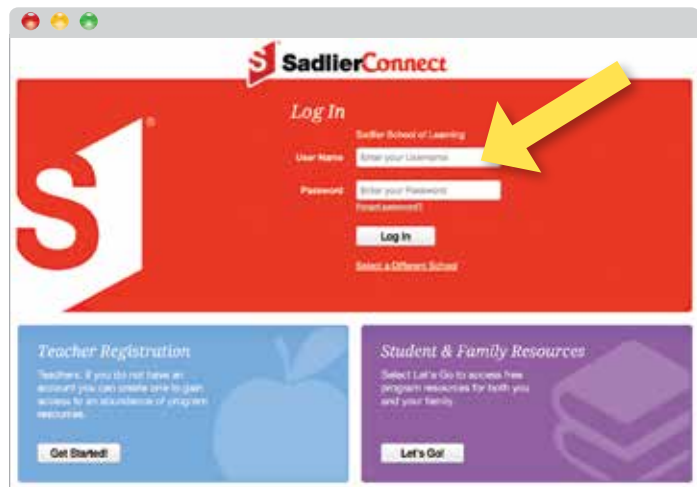 SadlierConnect
Log In
Sadlier School of Learning
User Name
Enter your Username
Password
Enter your Password
Forgot password?
Log In
Select a Different School
S
®
Teacher Registration
Teachers, if you do not have an
account you can create one to gain
access to an abundance of program
resources.
Get Started!
Student & Family Resources
Select Let's Go to access free
program resources for both you
and your family.
Let's Go!